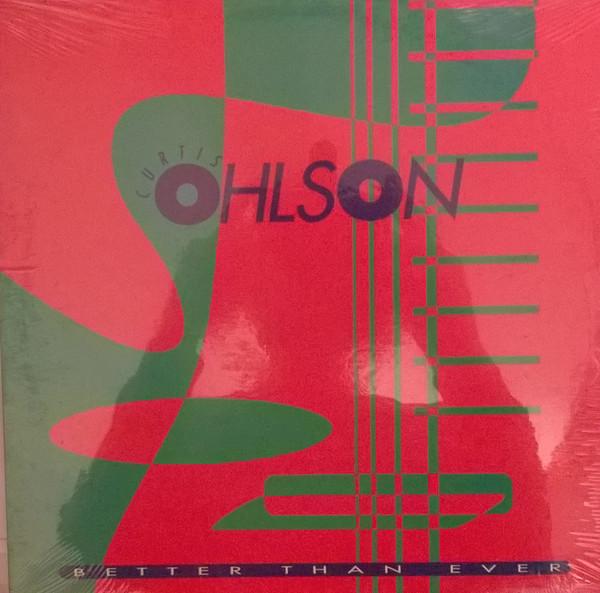 CURTIS
OHLSON
BETTER THAN EVER